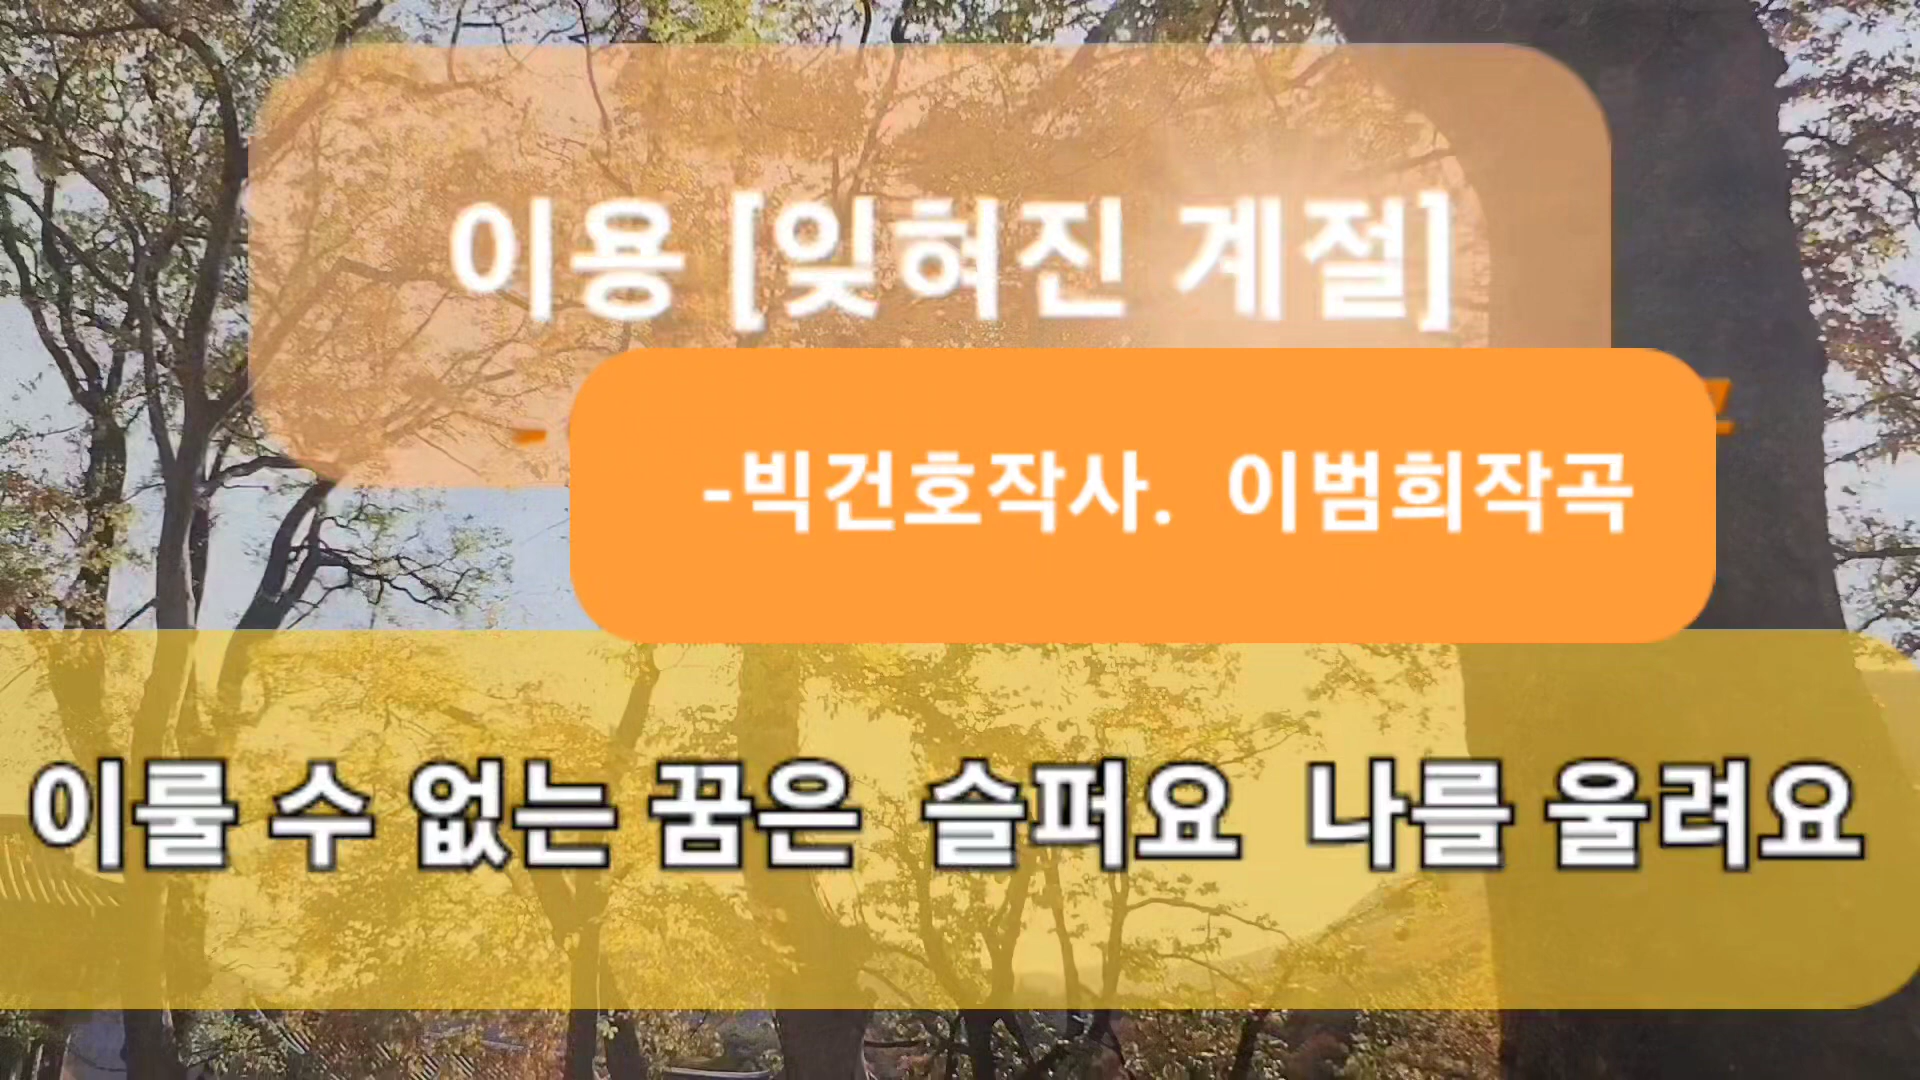 이용 [잊혀진 계절]
-빅건호작사. 이범희작곡
이룰 수 없는 꿈은 슬퍼요 나를 울려요